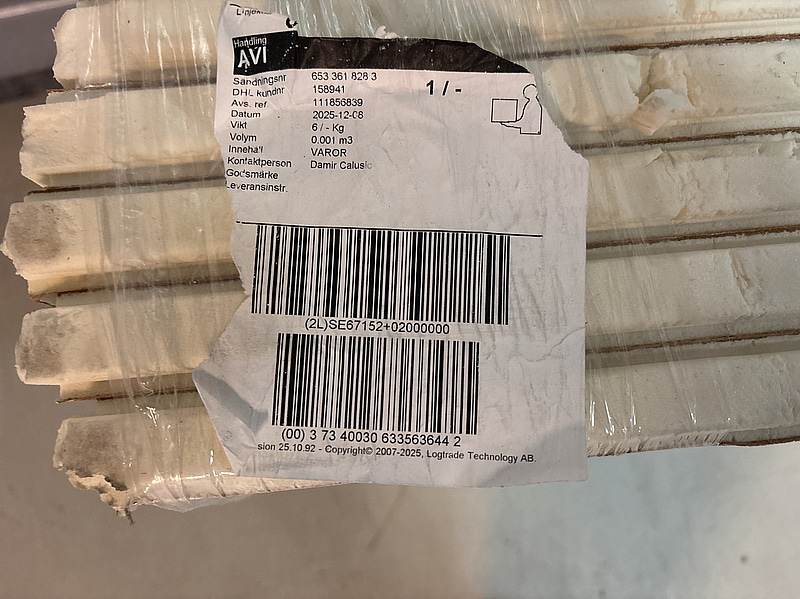 Handling
AVI
Sändningsnr 653 361 828 3
1 / -
DHL kundnr 158941
Avs. ref 111856839
Datum 2025-12-08
Vikt 6 / - Kg
Volym 0.001 m3
Innehåll VAROR
Kontaktperson Damir Calusic
Godsmärke
Leveransinstr.
(2L)SE67152+02000000
(00) 3 73 40030 633563644 2
sion 25.10.92 - Copyright© 2007-2025, Logtrade Technology AB.